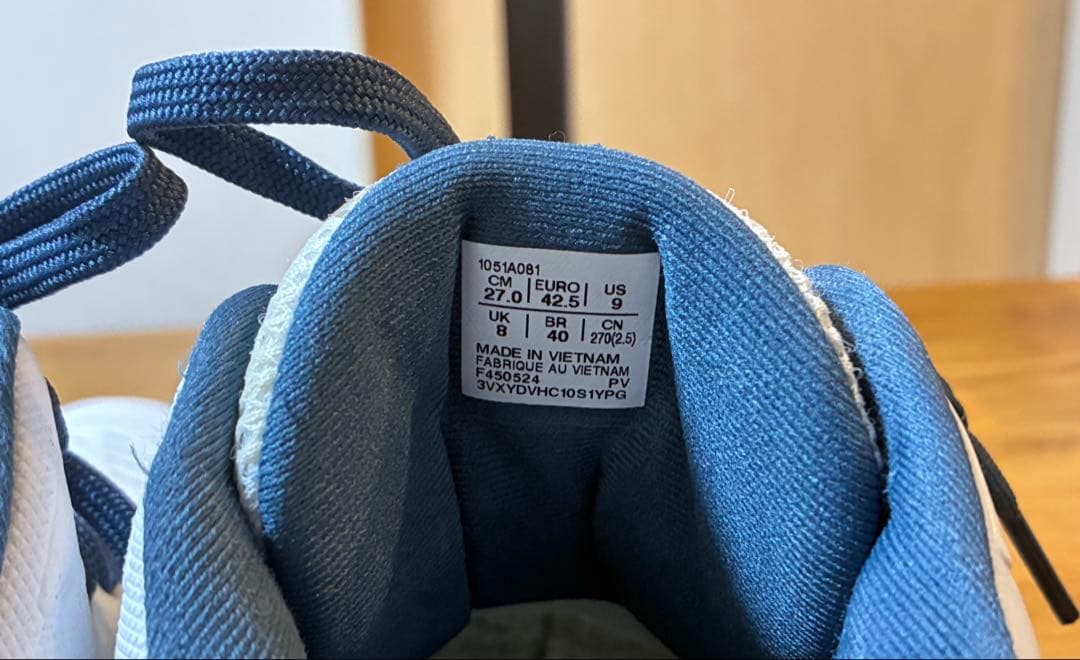 1051A081
CM EURO US
27.0 42.5 9
UK BR CN
8 40 270(2.5)
MADE IN VIETNAM
FABRIQUE AU VIETNAM
F450524 PV
3VXYDVHC10S1YPG